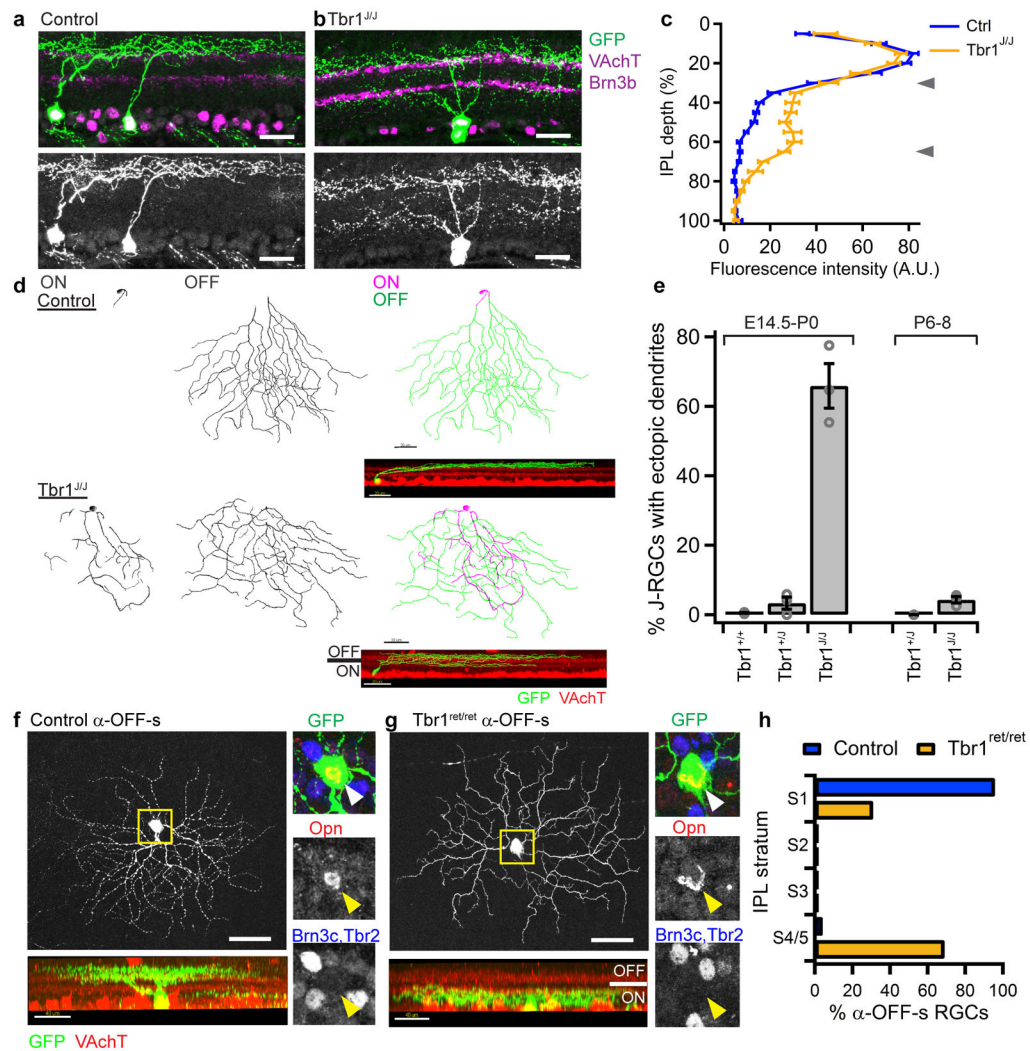 a Control
b Tbr1J/J
GFP
VAchT
Brn3b
c
Ctrl
Tbr1J/J
0
20
40
60
80
100
IPL depth (%)
0 20 40 60 80
Fluorescence intensity (A.U.)
d
ON OFF
Control
ON
OFF
Tbr1J/J
OFF
ON
GFP VAchT
e
E14.5-P0 P6-8
80
60
40
20
0
% J-RGCs with ectopic dendrites
Tbr1+/+
Tbr1+/J
Tbr1J/J
Tbr1+/J
Tbr1J/J
f Control α-OFF-s
GFP
Opn
Brn3c,Tbr2
40 μm
GFP VAchT
g Tbr1ret/ret α-OFF-s
GFP
Opn
Brn3c,Tbr2
OFF
ON
40 μm
h
Control Tbr1ret/ret
S1
S2
S3
S4/5
IPL stratum
0 20 40 60 80 100
% α-OFF-s RGCs